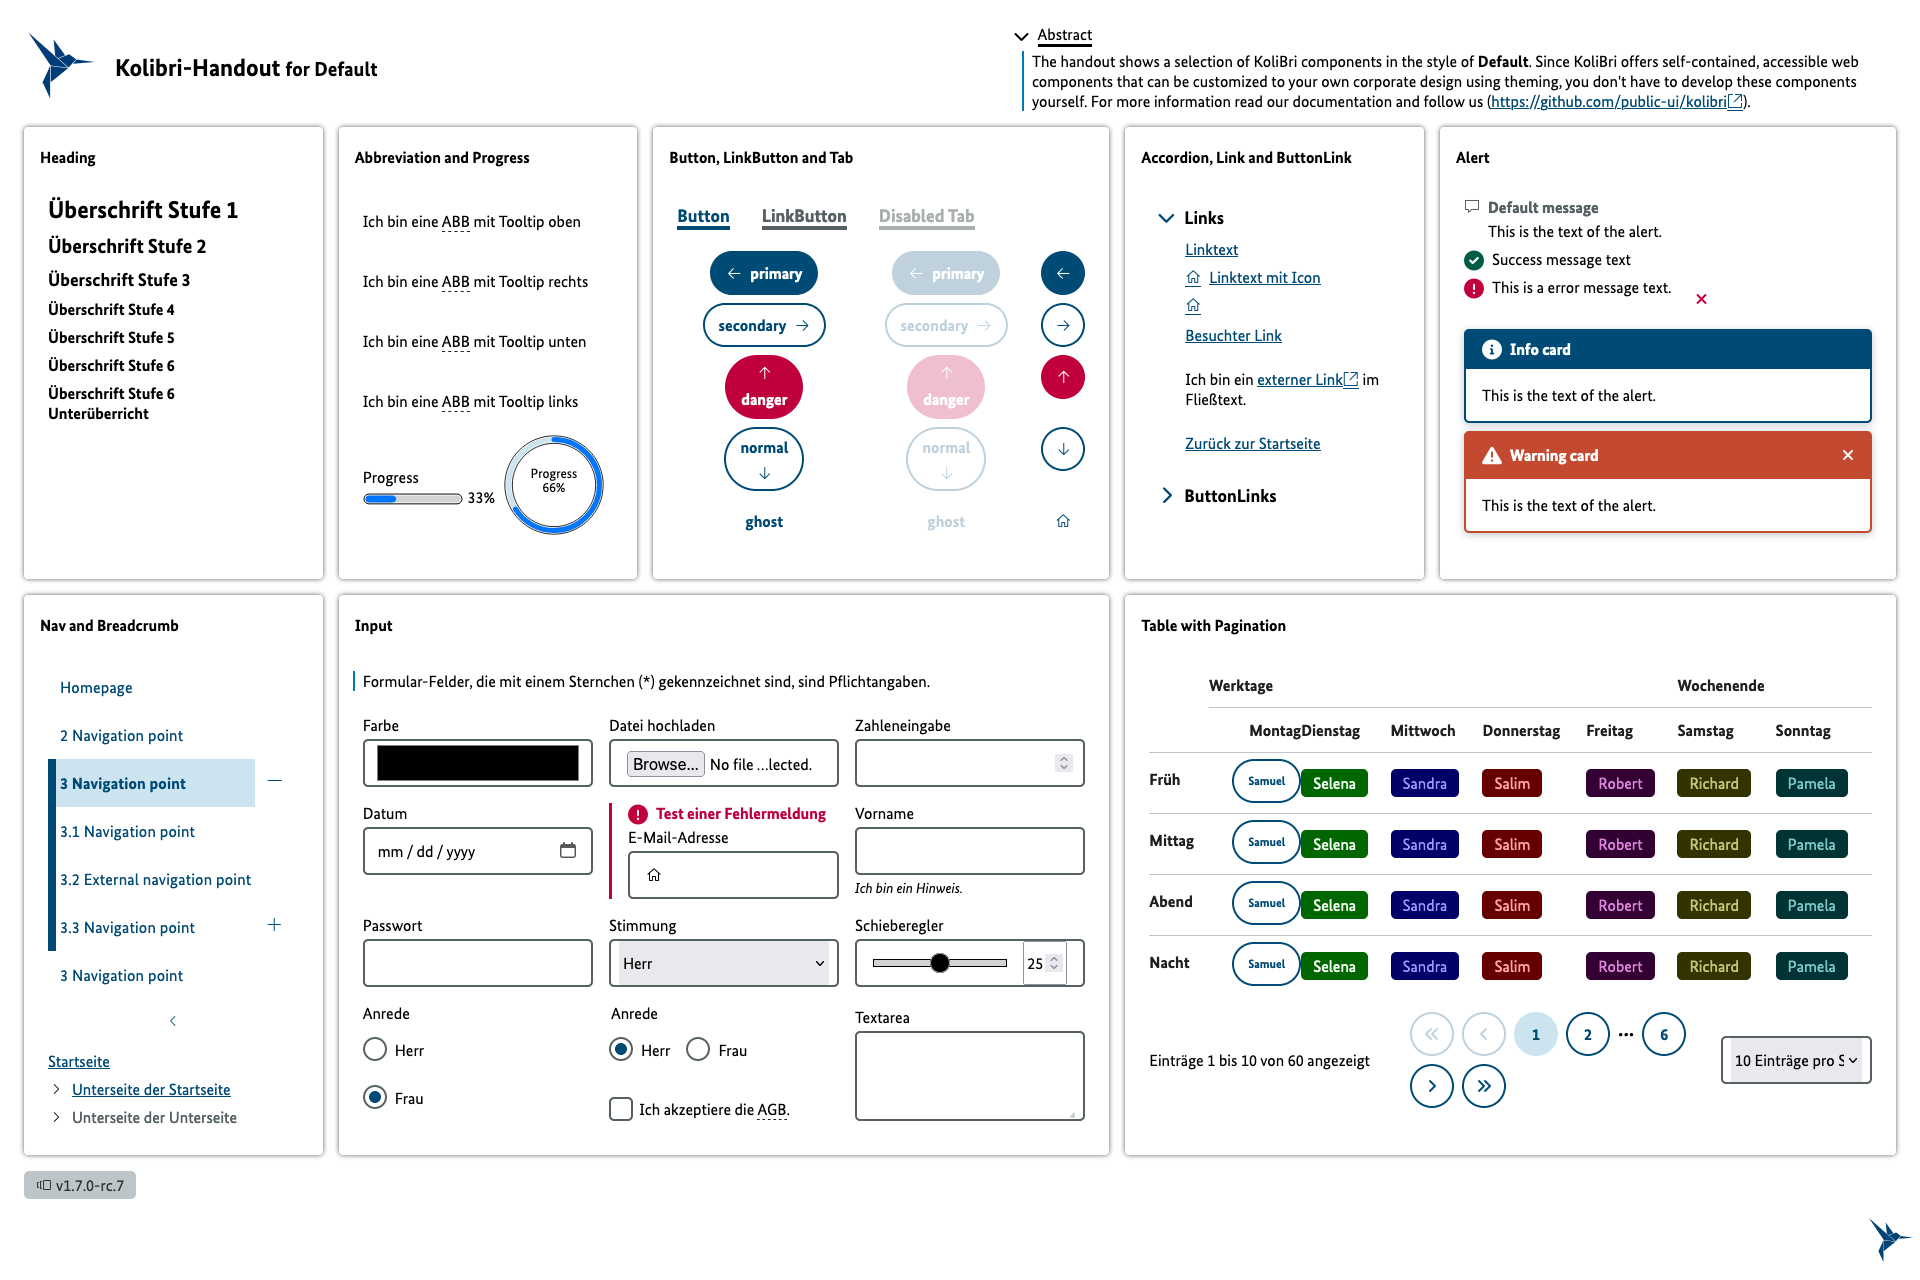 Kolibri-Handout for Default
Abstract
The handout shows a selection of KoliBri components in the style of Default. Since KoliBri offers self-contained, accessible web
components that can be customized to your own corporate design using theming, you don't have to develop these components
yourself. For more information read our documentation and follow us (https://github.com/public-ui/kolibri).
Heading
Überschrift Stufe 1
Überschrift Stufe 2
Überschrift Stufe 3
Überschrift Stufe 4
Überschrift Stufe 5
Überschrift Stufe 6
Überschrift Stufe 6
Unterüberricht
Abbreviation and Progress
Ich bin eine ABB mit Tooltip oben
Ich bin eine ABB mit Tooltip rechts
Ich bin eine ABB mit Tooltip unten
Ich bin eine ABB mit Tooltip links
Progress
33%
Progress
66%
Button, LinkButton and Tab
Button LinkButton Disabled Tab
primary primary
secondary secondary
danger danger
normal normal
ghost ghost
Accordion, Link and ButtonLink
Links
Linktext
Linktext mit Icon
Besuchter Link
Ich bin ein externer Link im
Fließtext.
Zurück zur Startseite
ButtonLinks
Alert
Default message
This is the text of the alert.
Success message text
This is a error message text.
Info card
This is the text of the alert.
Warning card
This is the text of the alert.
Nav and Breadcrumb
Homepage
2 Navigation point
3 Navigation point
3.1 Navigation point
3.2 External navigation point
3.3 Navigation point
3 Navigation point
Startseite
Unterseite der Startseite
Unterseite der Unterseite
Input
Formular-Felder, die mit einem Sternchen (*) gekennzeichnet sind, sind Pflichtangaben.
Farbe
Datei hochladen
Browse... No file ...lected.
Zahleneingabe
Datum
mm / dd / yyyy
Test einer Fehlermeldung
E-Mail-Adresse
Vorname
Ich bin ein Hinweis.
Passwort
Stimmung
Herr
Schieberegler
25
Anrede
Herr
Frau
Anrede
Herr Frau
Ich akzeptiere die AGB.
Textarea
Table with Pagination
Werktage Wochenende
Montag Dienstag Mittwoch Donnerstag Freitag Samstag Sonntag
Früh Samuel Selena Sandra Salim Robert Richard Pamela
Mittag Samuel Selena Sandra Salim Robert Richard Pamela
Abend Samuel Selena Sandra Salim Robert Richard Pamela
Nacht Samuel Selena Sandra Salim Robert Richard Pamela
Einträge 1 bis 10 von 60 angezeigt
1 2 ... 6
10 Einträge pro S
v1.7.0-rc.7